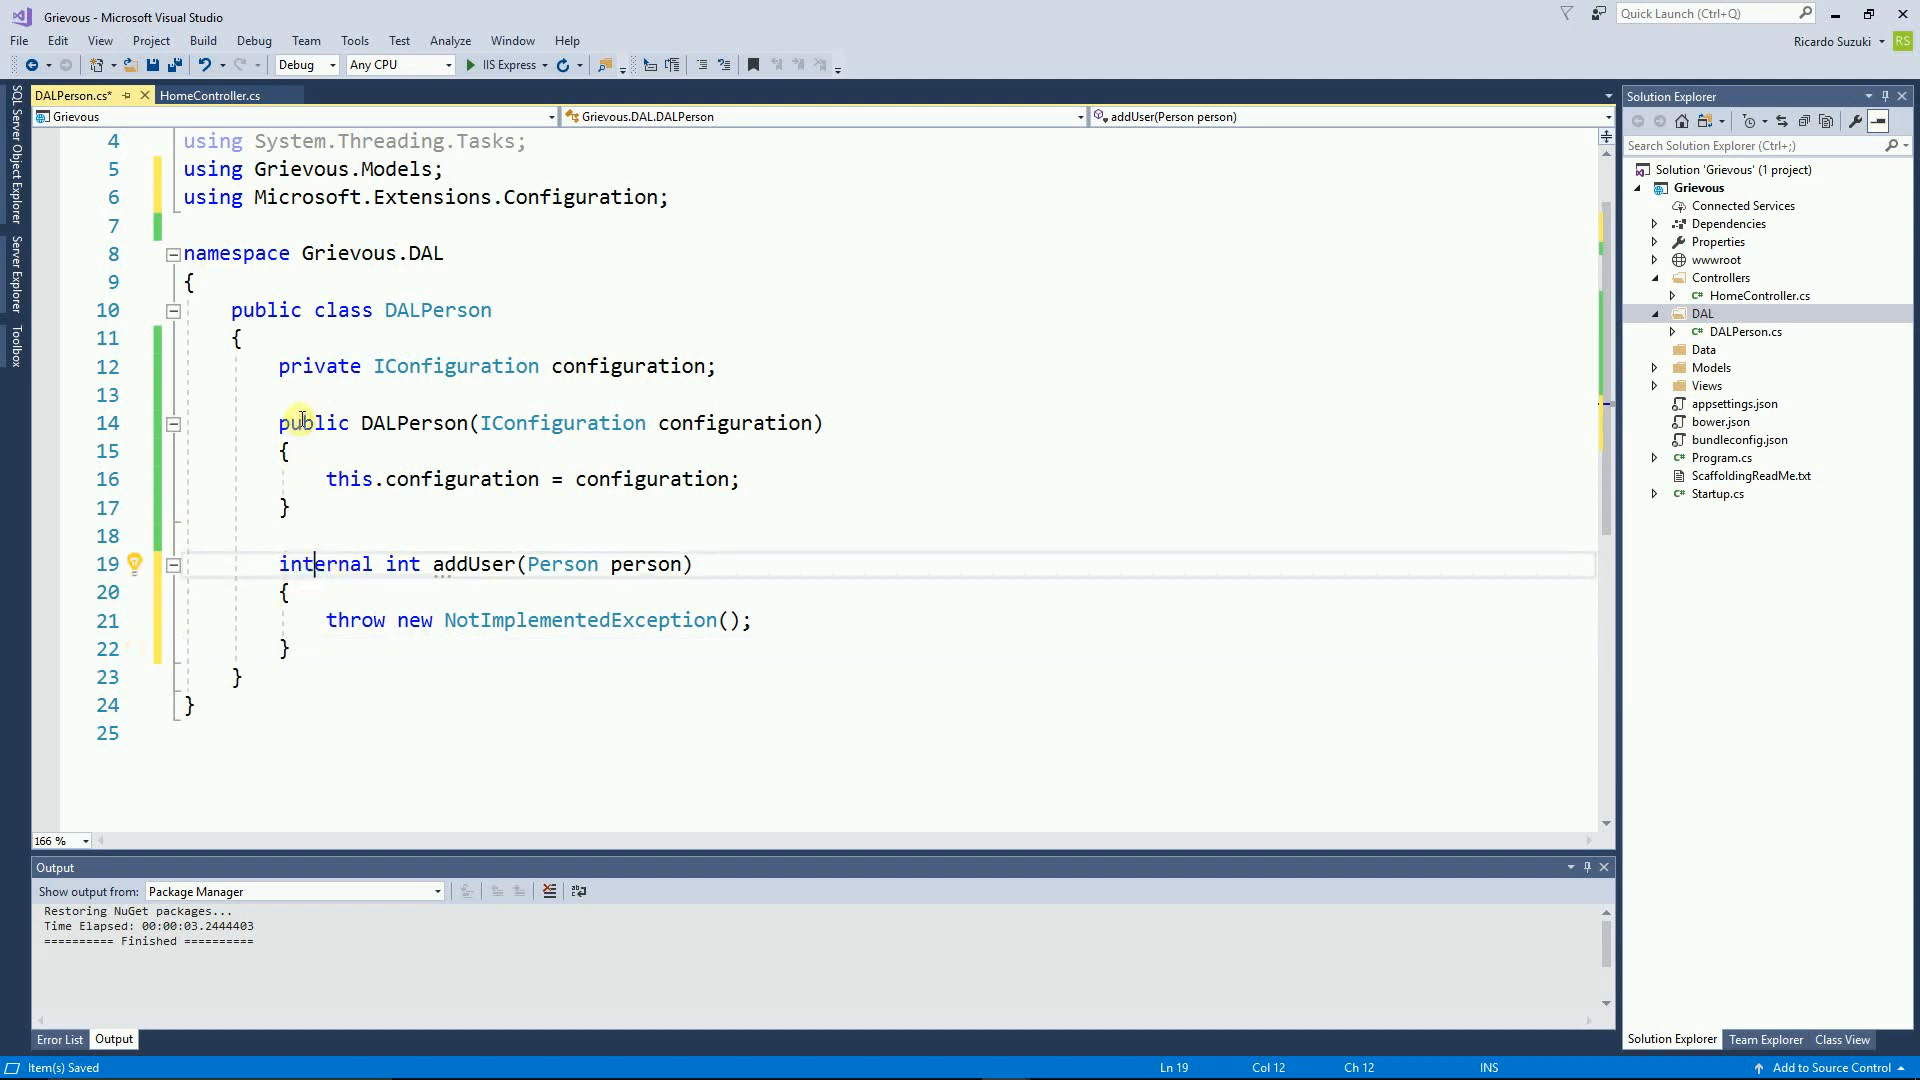 Grievous - Microsoft Visual Studio
Quick Launch (Ctrl+Q)
File Edit View Project Build Debug Team Tools Test Analyze Window Help
Ricardo Suzuki RS
Debug Any CPU IIS Express
SQL Server Object Explorer
Server Explorer
Toolbox
DALPerson.cs* HomeController.cs
Grievous Grievous.DAL.DALPerson addUser(Person person)
4 using System.Threading.Tasks;
5 using Grievous.Models;
6 using Microsoft.Extensions.Configuration;
7
8 namespace Grievous.DAL
9 {
10 public class DALPerson
11 {
12 private IConfiguration configuration;
13
14 public DALPerson(IConfiguration configuration)
15 {
16 this.configuration = configuration;
17 }
18
19 internal int addUser(Person person)
20 {
21 throw new NotImplementedException();
22 }
23 }
24 }
25
166 %
Output
Show output from: Package Manager
Restoring NuGet packages...
Time Elapsed: 00:00:03.2444403
========== Finished ==========
Error List Output
Solution Explorer
Search Solution Explorer (Ctrl+;)
Solution 'Grievous' (1 project)
Grievous
Connected Services
Dependencies
Properties
wwwroot
Controllers
C# HomeController.cs
DAL
C# DALPerson.cs
Data
Models
Views
appsettings.json
bower.json
bundleconfig.json
C# Program.cs
ScaffoldingReadMe.txt
C# Startup.cs
Solution Explorer Team Explorer Class View
Item(s) Saved Ln 19 Col 12 Ch 12 INS Add to Source Control